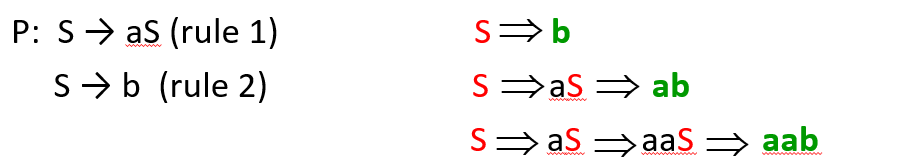 P: S → aS (rule 1)
S → b (rule 2)
S ⟹ b
S ⟹ aS ⟹ ab
S ⟹ aS ⟹ aaS ⟹ aab